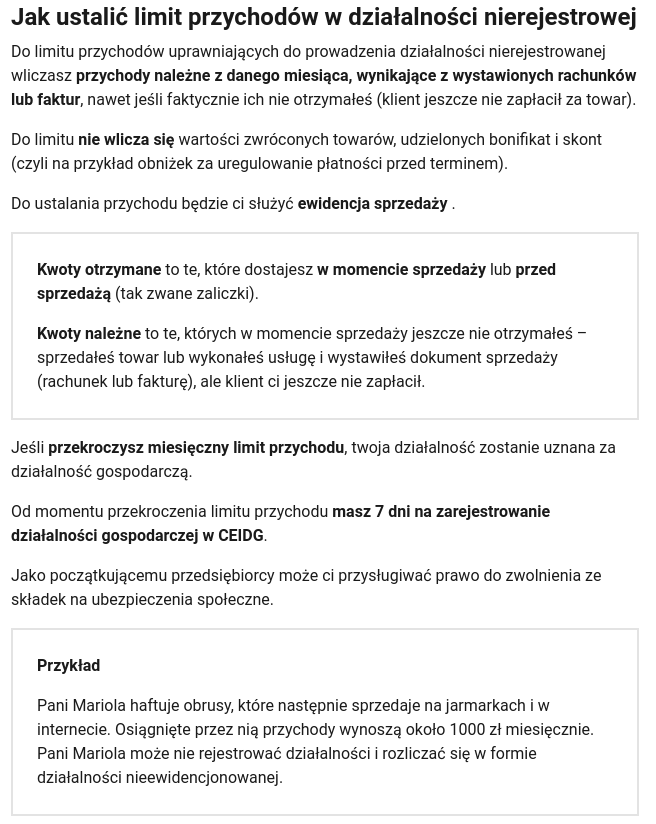 Jak ustalić limit przychodów w działalności nierejestrowej
Do limitu przychodów uprawniających do prowadzenia działalności nierejestrowanej
wliczasz przychody należne z danego miesiąca, wynikające z wystawionych rachunków
lub faktur, nawet jeśli faktycznie ich nie otrzymałeś (klient jeszcze nie zapłacił za towar).
Do limitu nie wlicza się wartości zwróconych towarów, udzielonych bonifikat i skont
(czyli na przykład obniżek za uregulowanie płatności przed terminem).
Do ustalania przychodu będzie ci służyć ewidencja sprzedaży .
Kwoty otrzymane to te, które dostajesz w momencie sprzedaży lub przed
sprzedażą (tak zwane zaliczki).
Kwoty należne to te, których w momencie sprzedaży jeszcze nie otrzymałeś –
sprzedałeś towar lub wykonałeś usługę i wystawiłeś dokument sprzedaży
(rachunek lub fakturę), ale klient ci jeszcze nie zapłacił.
Jeśli przekroczysz miesięczny limit przychodu, twoja działalność zostanie uznana za
działalność gospodarczą.
Od momentu przekroczenia limitu przychodu masz 7 dni na zarejestrowanie
działalności gospodarczej w CEIDG.
Jako początkującemu przedsiębiorcy może ci przysługiwać prawo do zwolnienia ze
składek na ubezpieczenia społeczne.
Przykład
Pani Mariola haftuje obrusy, które następnie sprzedaje na jarmarkach i w
internecie. Osiągnięte przez nią przychody wynoszą około 1000 zł miesięcznie.
Pani Mariola może nie rejestrować działalności i rozliczać się w formie
działalności nieewidencjonowanej.